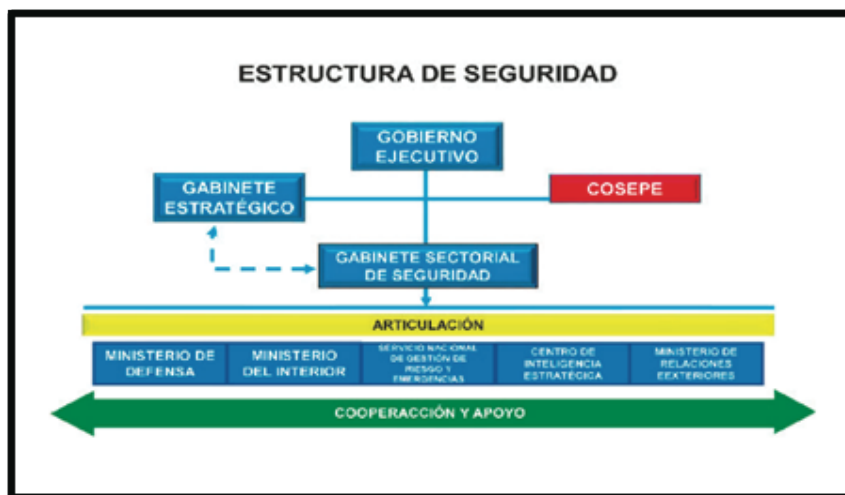 ESTRUCTURA DE SEGURIDAD
GOBIERNO
EJECUTIVO
GABINETE
ESTRATÉGICO
COSEPE
GABINETE SECTORIAL
DE SEGURIDAD
ARTICULACIÓN
MINISTERIO DE
DEFENSA
MINISTERIO
DEL INTERIOR
SERVICIO NACIONAL
DE GESTIÓN DE
RIESGO Y
EMERGENCIAS
CENTRO DE
INTELIGENCIA
ESTRATÉGICA
MINISTERIO DE
RELACIONES
EEXTERIORES
COOPERACCIÓN Y APOYO